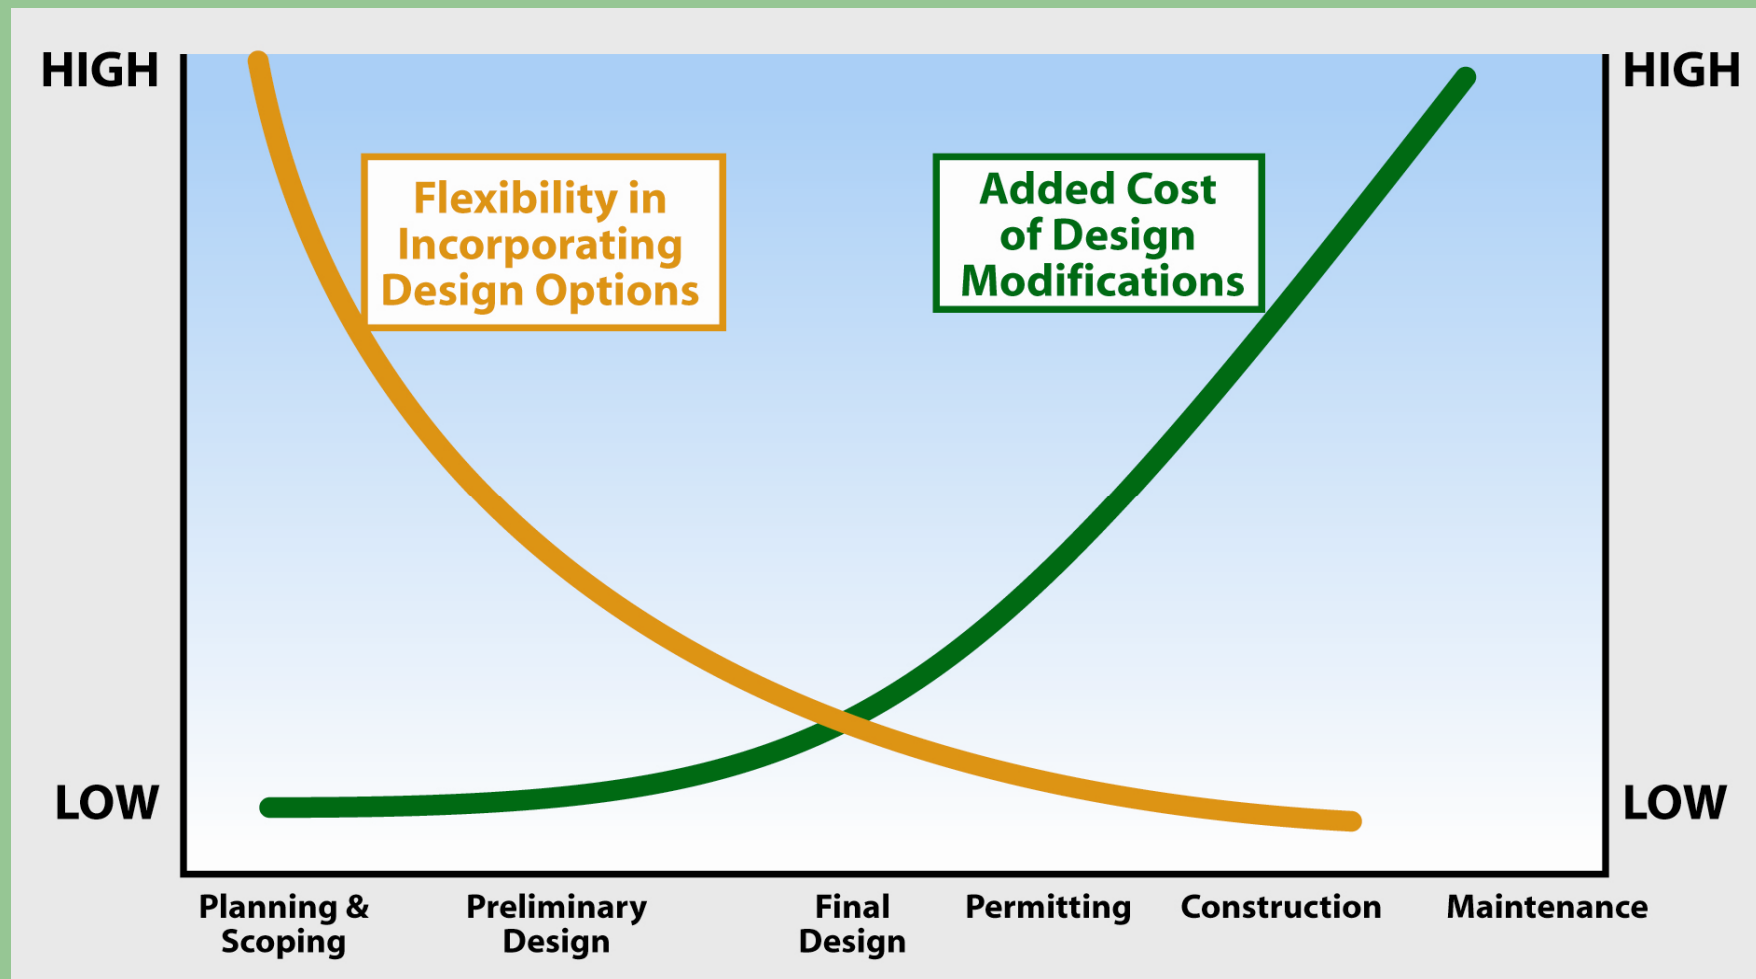 HIGH
HIGH
Flexibility in
Incorporating
Design Options
Added Cost
of Design
Modifications
LOW
LOW
Planning &
Scoping
Preliminary
Design
Final
Design
Permitting
Construction
Maintenance